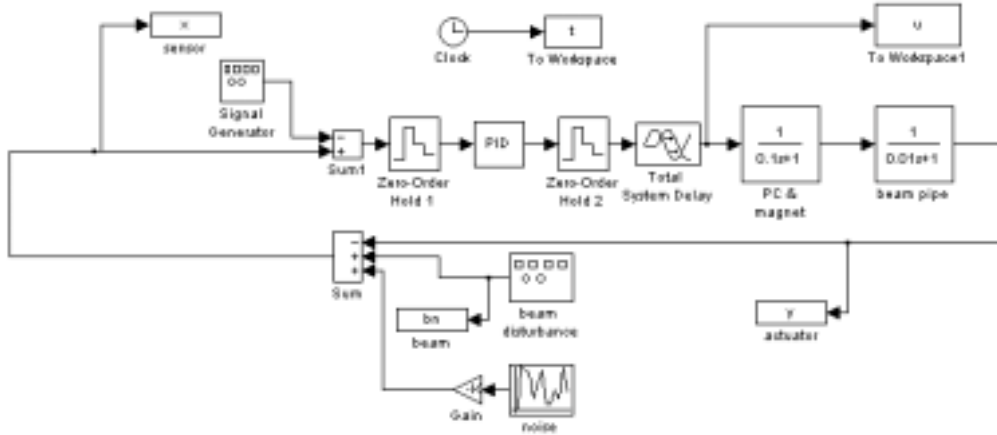 x
sensor
Clock
t
To Workspace
u
To Workspace1
Signal
Generator
Sum1
Zero-Order
Hold 1
PID
Zero-Order
Hold 2
Total
System Delay
1
0.1s+1
PC &
magnet
1
0.01s+1
beam pipe
Sum
bn
beam
beam
disturbance
y
actuator
Gain
noise